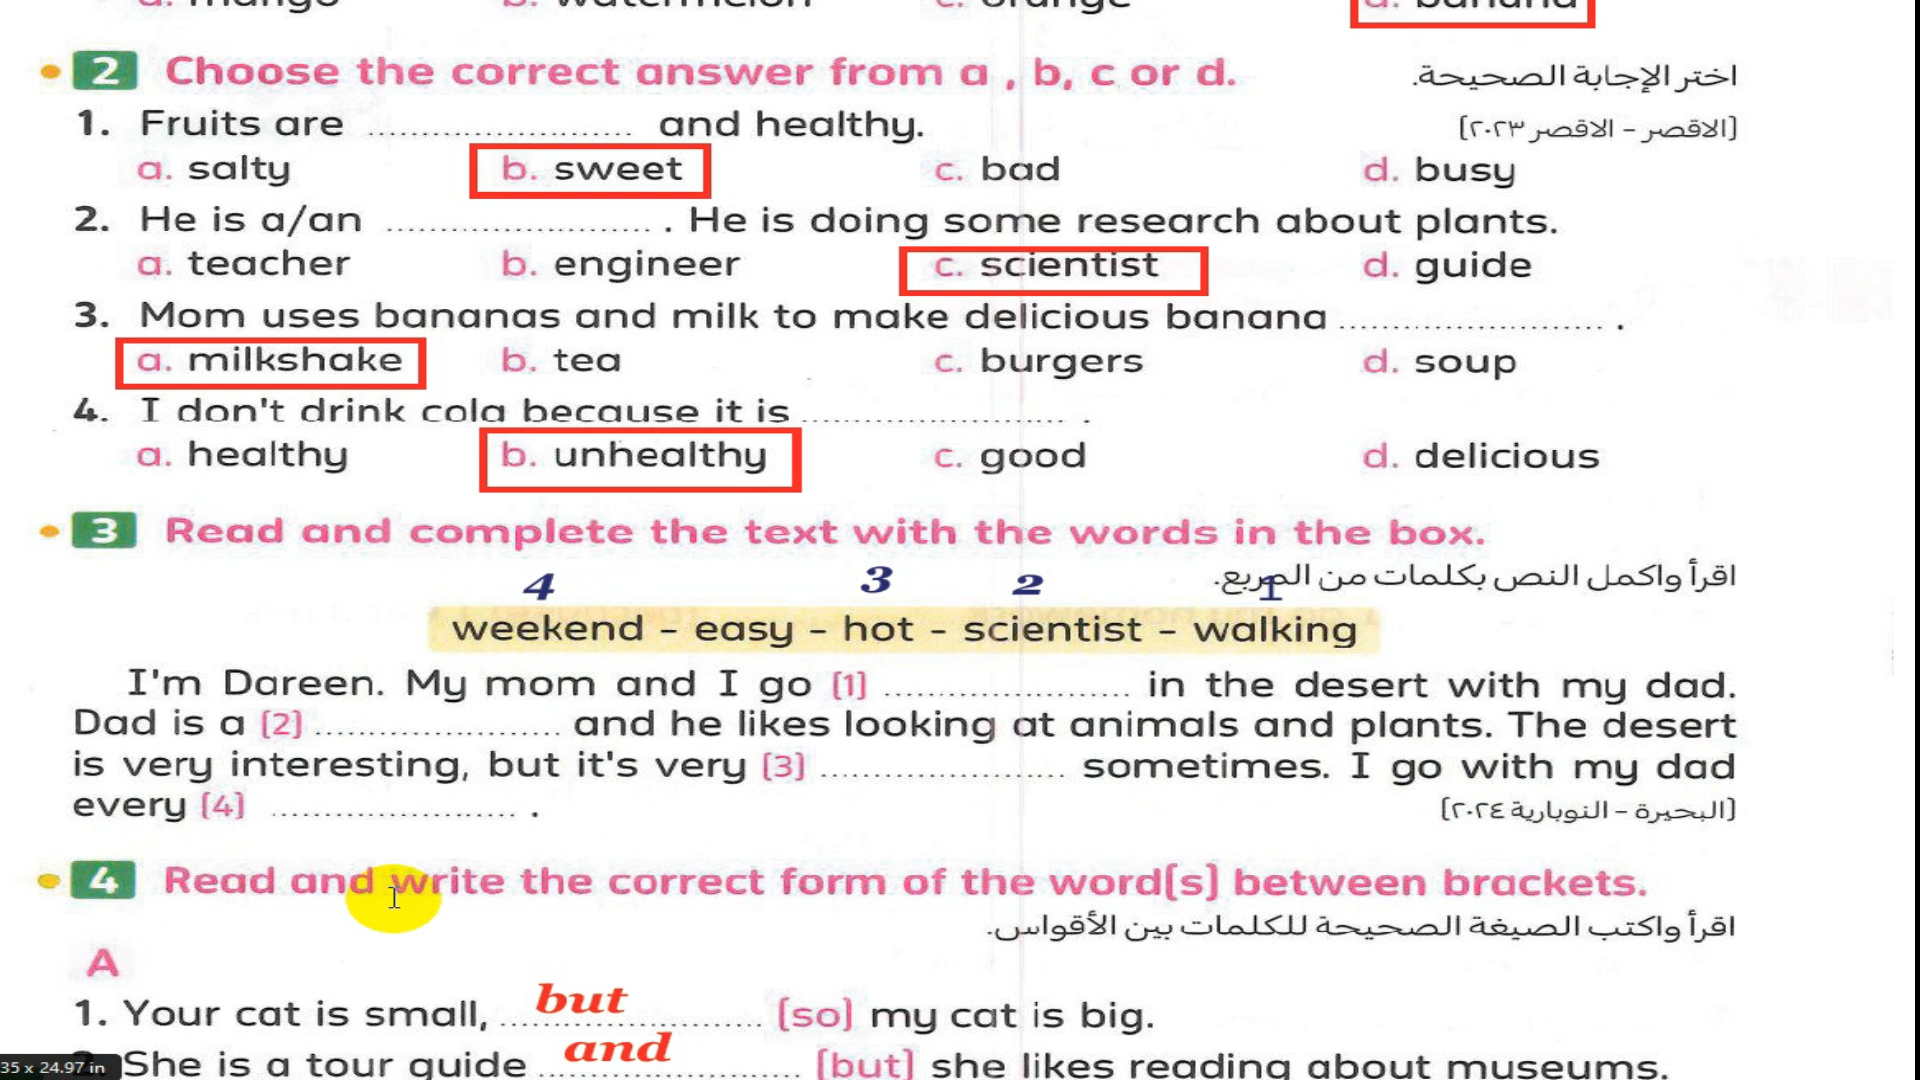 a. mango b. watermelon c. orange d. banana
2 Choose the correct answer from a , b, c or d. اختر الإجابة الصحيحة.
1. Fruits are ........................ and healthy. [الاقصر - الاقصر ٢٠٢٣]
a. salty b. sweet c. bad d. busy
2. He is a/an ........................ . He is doing some research about plants.
a. teacher b. engineer c. scientist d. guide
3. Mom uses bananas and milk to make delicious banana ........................ .
a. milkshake b. tea c. burgers d. soup
4. I don't drink cola because it is ........................ .
a. healthy b. unhealthy c. good d. delicious
3 Read and complete the text with the words in the box.
اقرأ واكمل النص بكلمات من المربع.
4 3 2 1
weekend - easy - hot - scientist - walking
I'm Dareen. My mom and I go [1] ........................ in the desert with my dad.
Dad is a [2] ........................ and he likes looking at animals and plants. The desert
is very interesting, but it's very [3] ........................ sometimes. I go with my dad
every [4] ........................ . [البحيرة - النوبارية ٢٠٢٤]
4 Read and write the correct form of the word[s] between brackets.
اقرأ واكتب الصيغة الصحيحة للكلمات بين الأقواس.
A
1. Your cat is small, but ........................ [so] my cat is big.
2. She is a tour guide and ........................ [but] she likes reading about museums.
35 x 24.97 in